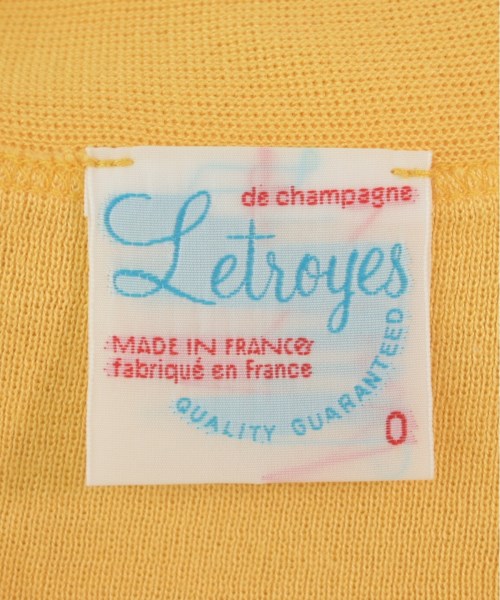 de champagne
Letroyes
MADE IN FRANCE
fabriqué en France
QUALITY GUARANTEED
0